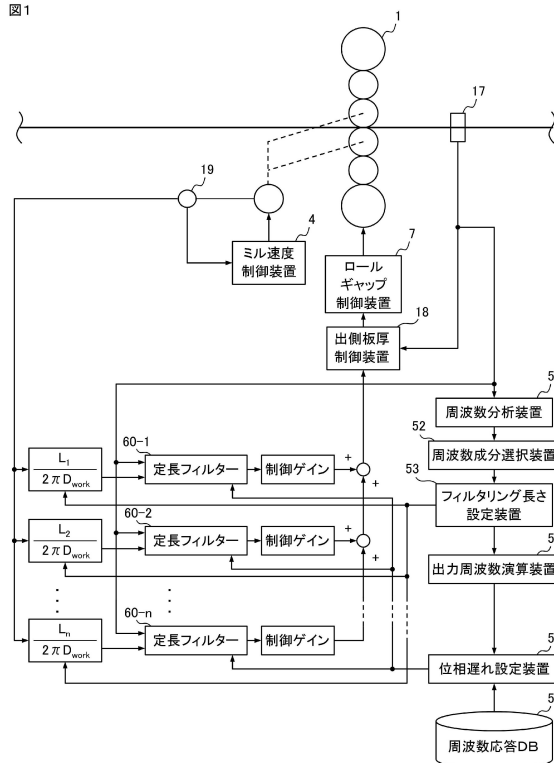 図1
1
17
19
4
ミル速度
制御装置
7
ロール
ギャップ
制御装置
18
出側板厚
制御装置
5
周波数分析装置
52
周波数成分選択装置
53
フィルタリング長さ
設定装置
5
出力周波数演算装置
5
位相遅れ設定装置
5
周波数応答DB
L1
2πDwork
60-1
定長フィルター
制御ゲイン
+
+
L2
2πDwork
60-2
定長フィルター
制御ゲイン
+
+
Ln
2πDwork
60-n
定長フィルター
制御ゲイン